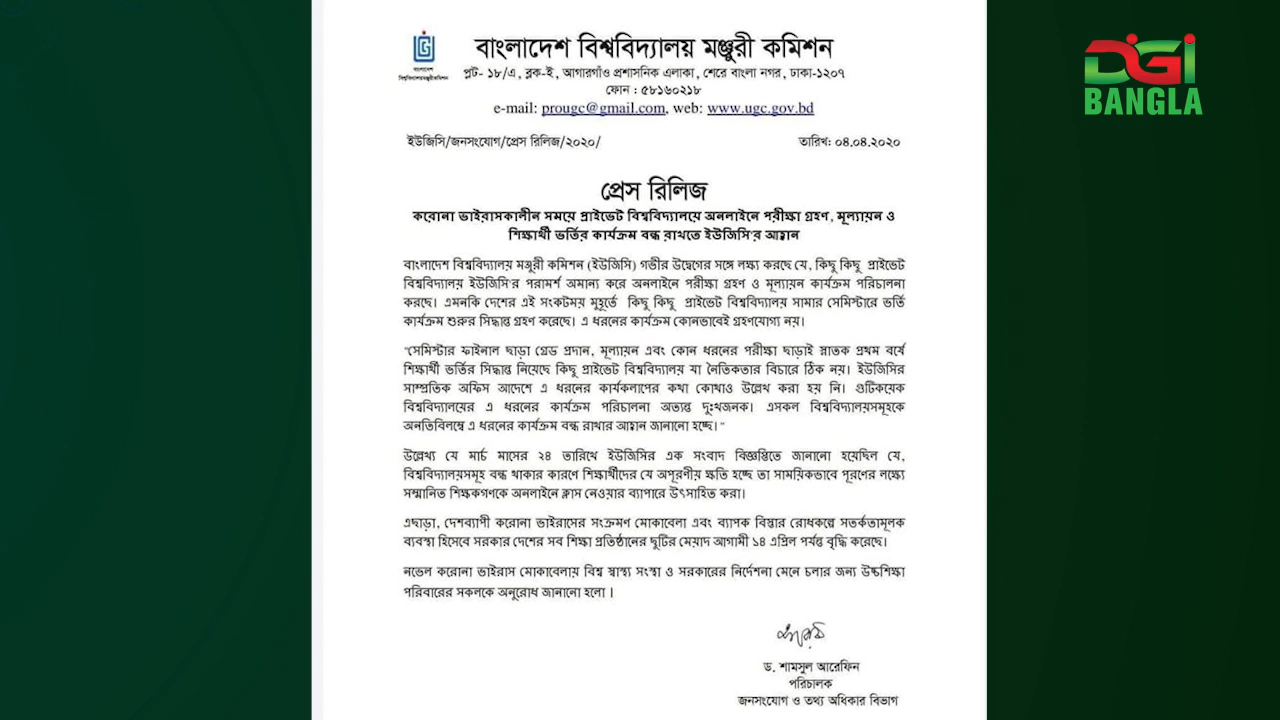 বাংলাদেশ বিশ্ববিদ্যালয় মঞ্জুরী কমিশন
প্লট- ১৮/এ, ব্লক-ই, আগারগাঁও প্রশাসনিক এলাকা, শেরে বাংলা নগর, ঢাকা-১২০৭
ফোন : ৫৮১৬০২১৮
e-mail: prougc@gmail.com, web: www.ugc.gov.bd
বাংলাদেশ
বিশ্ববিদ্যালয় মঞ্জুরী কমিশন
DIGI
BANGLA
ইউজিসি/জনসংযোগ/প্রেস রিলিজ/২০২০/ তারিখ: ০৪.০৪.২০২০
প্রেস রিলিজ
করোনা ভাইরাসকালীন সময়ে প্রাইভেট বিশ্ববিদ্যালয়ে অনলাইনে পরীক্ষা গ্রহণ, মূল্যায়ন ও
শিক্ষার্থী ভর্তির কার্যক্রম বন্ধ রাখতে ইউজিসি'র আহ্বান
বাংলাদেশ বিশ্ববিদ্যালয় মঞ্জুরী কমিশন (ইউজিসি) গভীর উদ্বেগের সঙ্গে লক্ষ্য করছে যে, কিছু কিছু প্রাইভেট
বিশ্ববিদ্যালয় ইউজিসি'র পরামর্শ অমান্য করে অনলাইনে পরীক্ষা গ্রহণ ও মূল্যায়ন কার্যক্রম পরিচালনা
করছে। এমনকি দেশের এই সংকটময় মুহূর্তে কিছু কিছু প্রাইভেট বিশ্ববিদ্যালয় সামার সেমিস্টারে ভর্তি
কার্যক্রম শুরুর সিদ্ধান্ত গ্রহণ করেছে। এ ধরনের কার্যক্রম কোনভাবেই গ্রহণযোগ্য নয়।
"সেমিস্টার ফাইনাল ছাড়া গ্রেড প্রদান, মূল্যায়ন এবং কোন ধরনের পরীক্ষা ছাড়াই স্নাতক প্রথম বর্ষে
শিক্ষার্থী ভর্তির সিদ্ধান্ত নিয়েছে কিছু প্রাইভেট বিশ্ববিদ্যালয় যা নৈতিকতার বিচারে ঠিক নয়। ইউজিসির
সাম্প্রতিক অফিস আদেশে এ ধরনের কার্যকলাপের কথা কোথাও উল্লেখ করা হয় নি। গুটিকয়েক
বিশ্ববিদ্যালয়ের এ ধরনের কার্যক্রম পরিচালনা অত্যন্ত দুঃখজনক। এসকল বিশ্ববিদ্যালয়সমূহকে
অনতিবিলম্বে এ ধরনের কার্যক্রম বন্ধ রাখার আহ্বান জানানো হচ্ছে।"
উল্লেখ্য যে মার্চ মাসের ২৪ তারিখে ইউজিসির এক সংবাদ বিজ্ঞপ্তিতে জানানো হয়েছিল যে,
বিশ্ববিদ্যালয়সমূহ বন্ধ থাকার কারণে শিক্ষার্থীদের যে অপূরণীয় ক্ষতি হচ্ছে তা সাময়িকভাবে পূরণের লক্ষ্যে
সম্মানিত শিক্ষকগণকে অনলাইনে ক্লাস নেওয়ার ব্যাপারে উৎসাহিত করা।
এছাড়া, দেশব্যাপী করোনা ভাইরাসের সংক্রমণ মোকাবেলা এবং ব্যাপক বিস্তার রোধকল্পে সতর্কতামূলক
ব্যবস্থা হিসেবে সরকার দেশের সব শিক্ষা প্রতিষ্ঠানের ছুটির মেয়াদ আগামী ১৪ এপ্রিল পর্যন্ত বৃদ্ধি করেছে।
নভেল করোনা ভাইরাস মোকাবেলায় বিশ্ব স্বাস্থ্য সংস্থা ও সরকারের নির্দেশনা মেনে চলার জন্য উচ্চশিক্ষা
পরিবারের সকলকে অনুরোধ জানানো হলো ।
ড. শামসুল আরেফিন
পরিচালক
জনসংযোগ ও তথ্য অধিকার বিভাগ